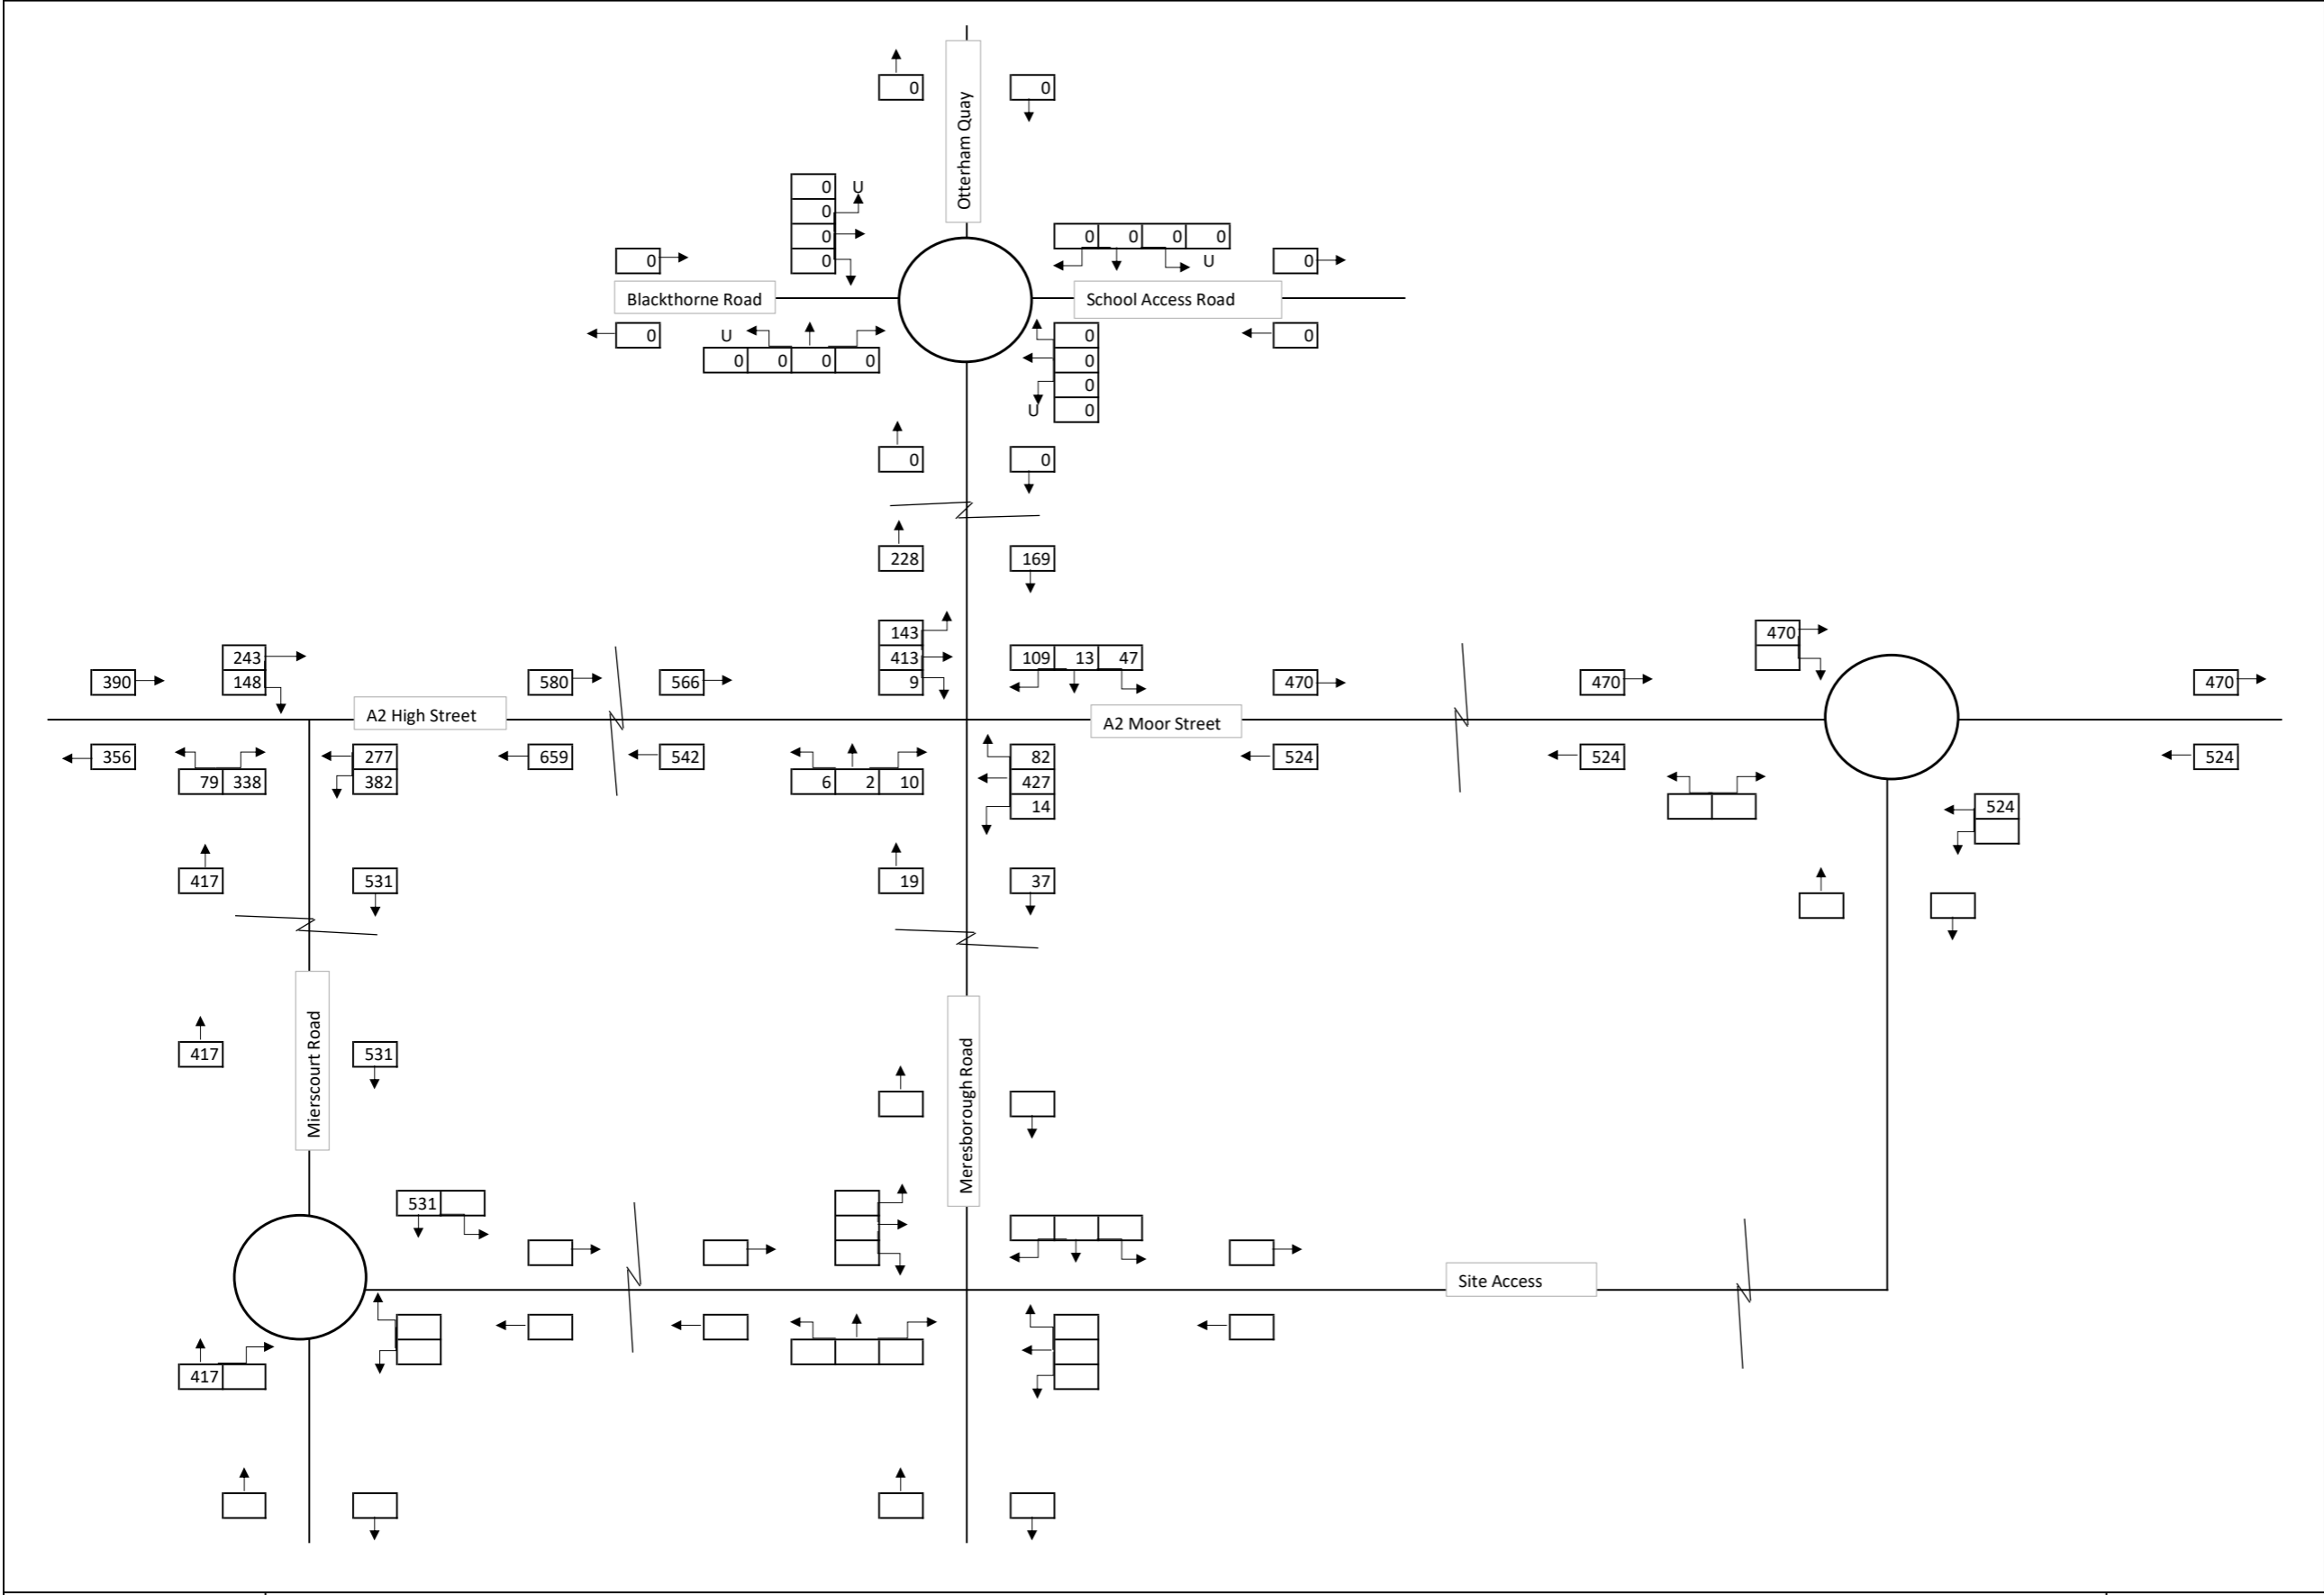 0 0
Otterham Quay
0 U
0
0
0
0 0 0 0
U
0
0
Blackthorne Road
School Access Road
0
0
U
0 0 0 0
0
0
0
U 0
0 0
228 169
143
413
9
109 13 47
470
243
148
390
580
566
470
470
470
A2 High Street
A2 Moor Street
356
79 338
277
382
659
542
6 2 10
82
427
14
524
524
524
524
417 531
19 37
Mierscourt Road
417 531
Meresborough Road
531
Site Access
417